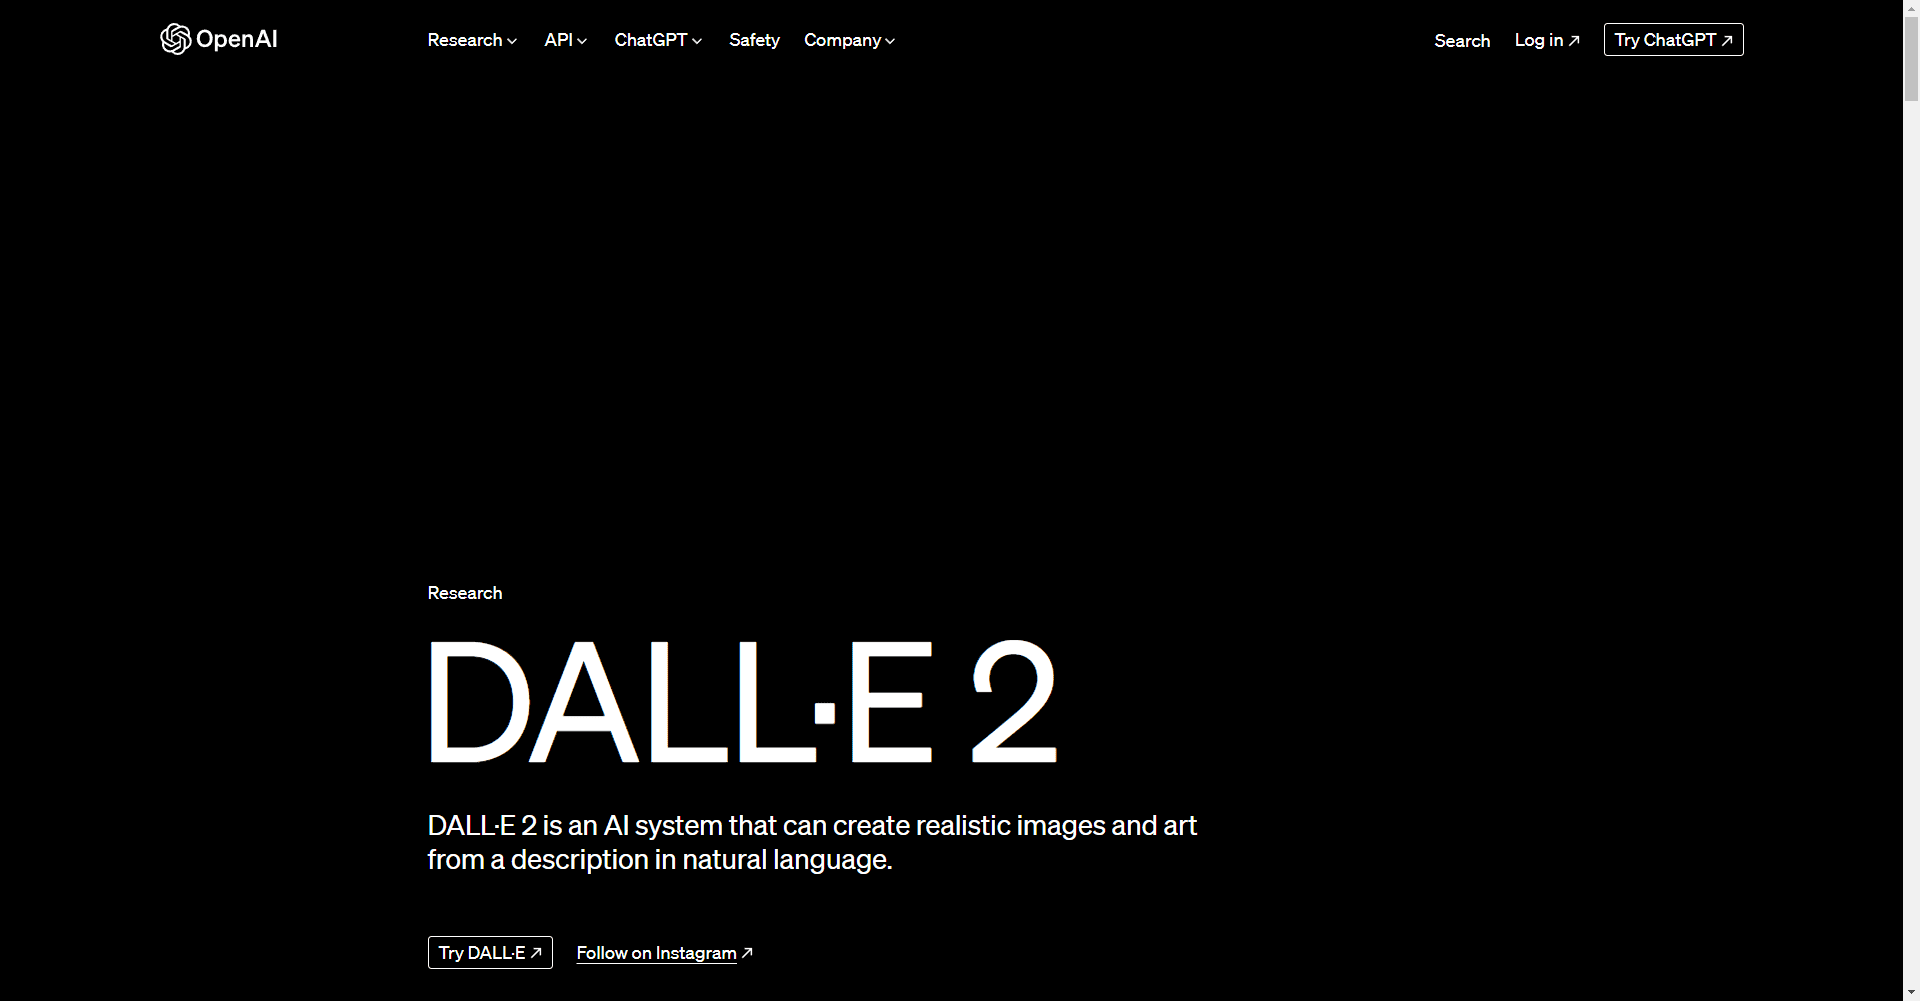 OpenAI Research API ChatGPT Safety Company Search Log in ↗ Try ChatGPT ↗
Research
DALL·E 2
DALL·E 2 is an AI system that can create realistic images and art
from a description in natural language.
Try DALL·E ↗ Follow on Instagram ↗